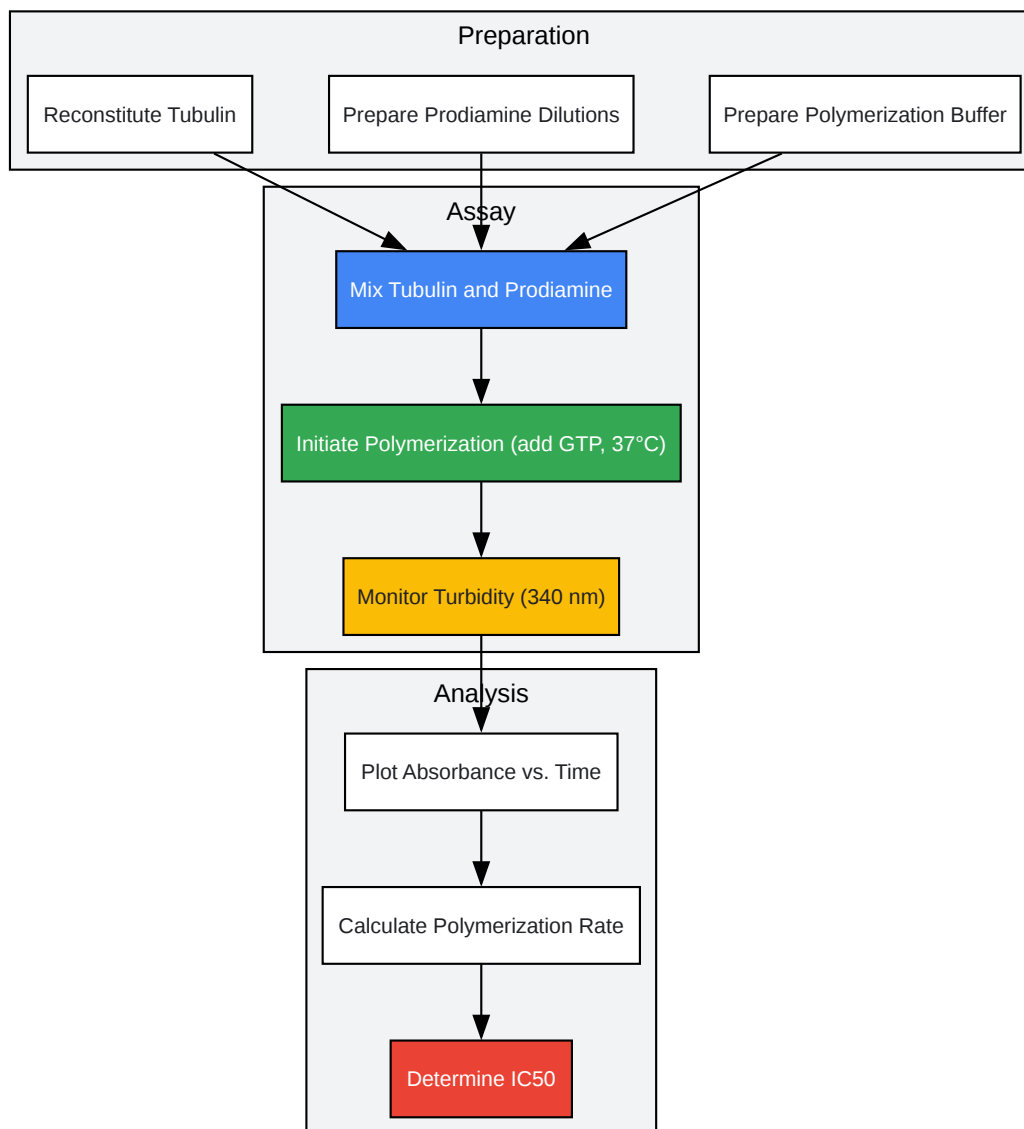 Preparation
Reconstitute Tubulin
Prepare Prodiamine Dilutions
Prepare Polymerization Buffer
Assay
Mix Tubulin and Prodiamine
Initiate Polymerization (add GTP, 37°C)
Monitor Turbidity (340 nm)
Analysis
Plot Absorbance vs. Time
Calculate Polymerization Rate
Determine IC50